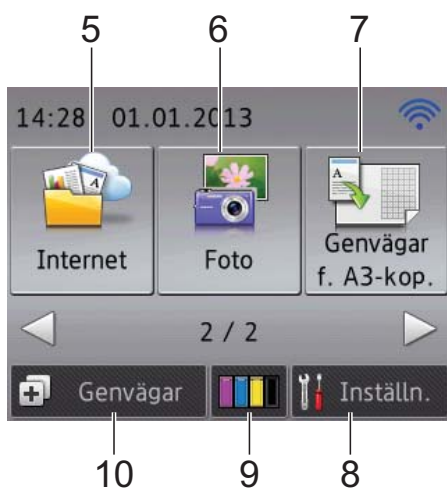 5 6 7
14:28 01.01.2013
Internet Foto Genvägar
f. A3-kop.
2 / 2
Genvägar Inställn.
10 9 8